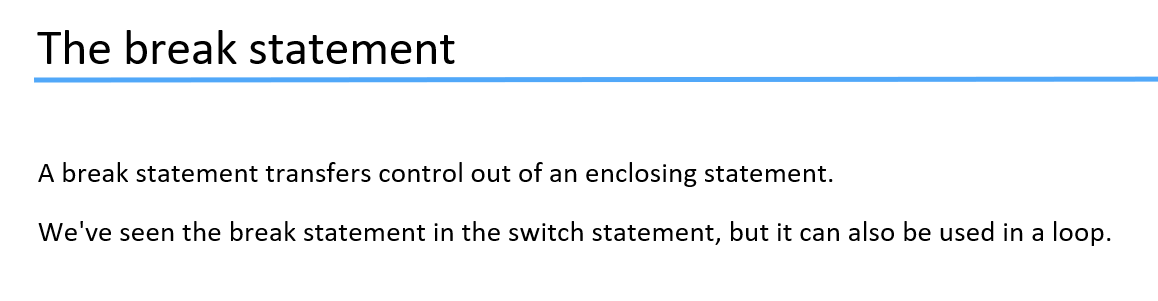 The break statement
A break statement transfers control out of an enclosing statement.
We've seen the break statement in the switch statement, but it can also be used in a loop.